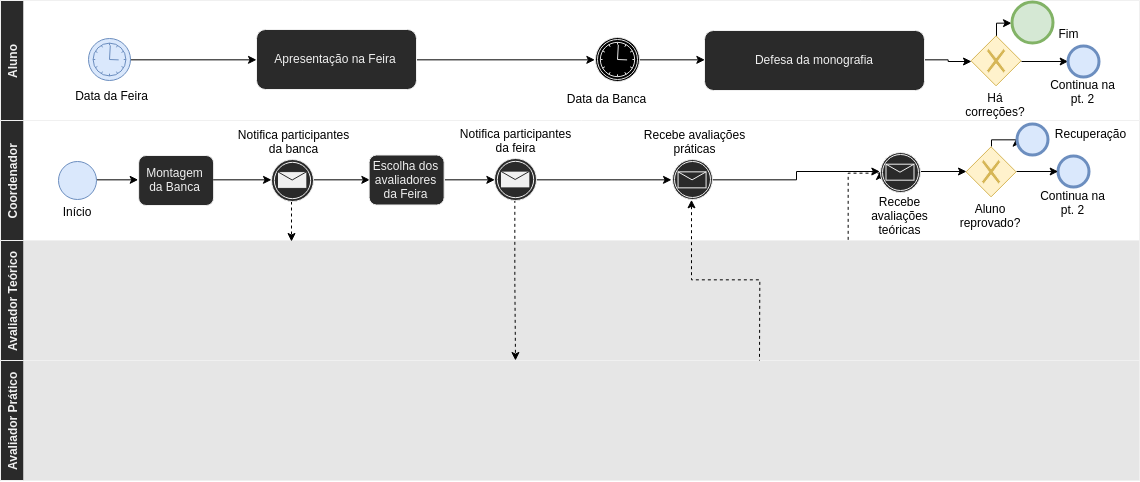 Aluno
Data da Feira
Apresentação na Feira
Data da Banca
Defesa da monografia
Há
correções?
Fim
Continua na
pt. 2
Coordenador
Início
Montagem
da Banca
Notifica participantes
da banca
Escolha dos
avaliadores
da Feira
Notifica participantes
da feira
Recebe avaliações
práticas
Recebe
avaliações
teóricas
Aluno
reprovado?
Recuperação
Continua na
pt. 2
Avaliador Teórico
Avaliador Prático